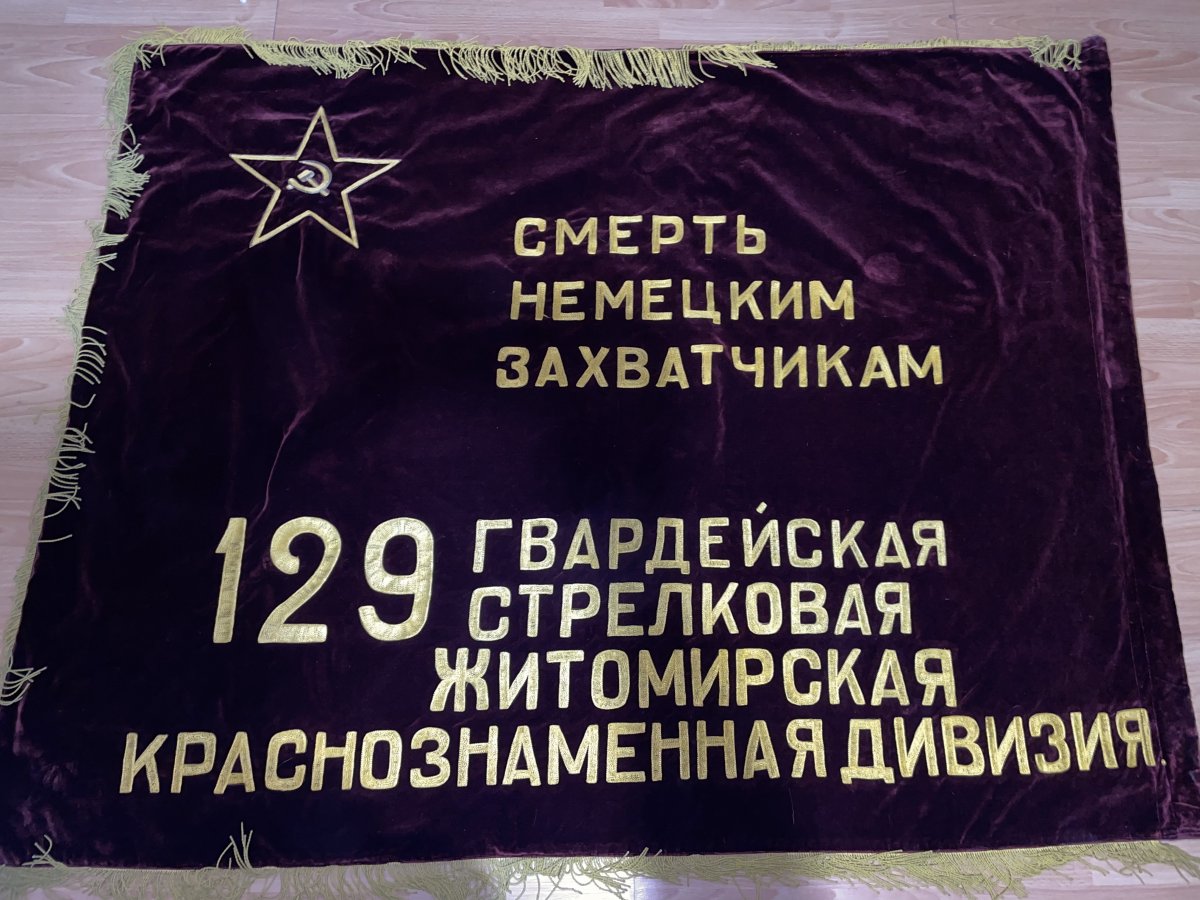 СМЕРТЬ
НЕМЕЦКИМ
ЗАХВАТЧИКАМ
129 ГВАРДЕЙСКАЯ
СТРЕЛКОВАЯ
ЖИТОМИРСКАЯ
КРАСНОЗНАМЕННАЯ ДИВИЗИЯ